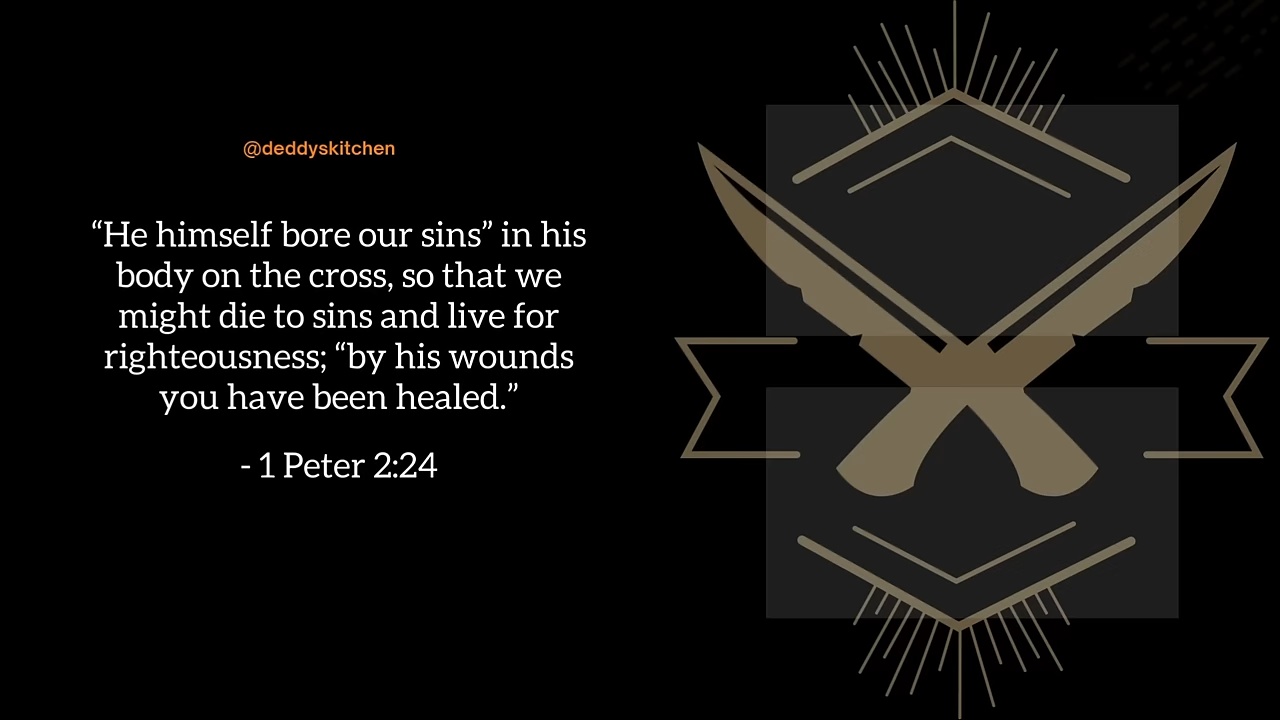 @deddyskitchen
“He himself bore our sins” in his
body on the cross, so that we
might die to sins and live for
righteousness; “by his wounds
you have been healed.”
- 1 Peter 2:24